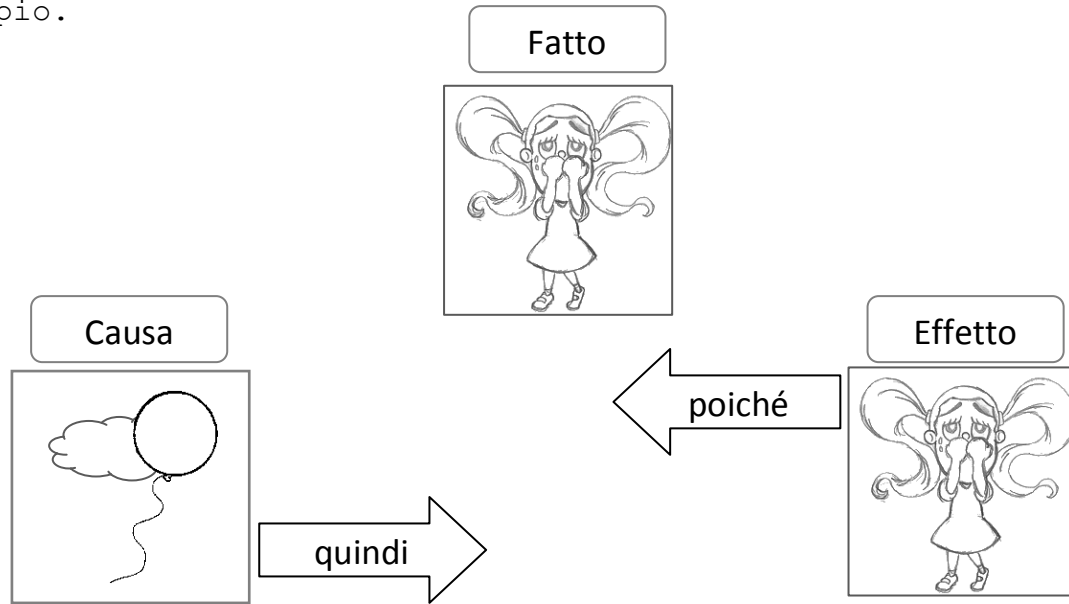 pio.
Fatto
Causa
Effetto
poiché
quindi